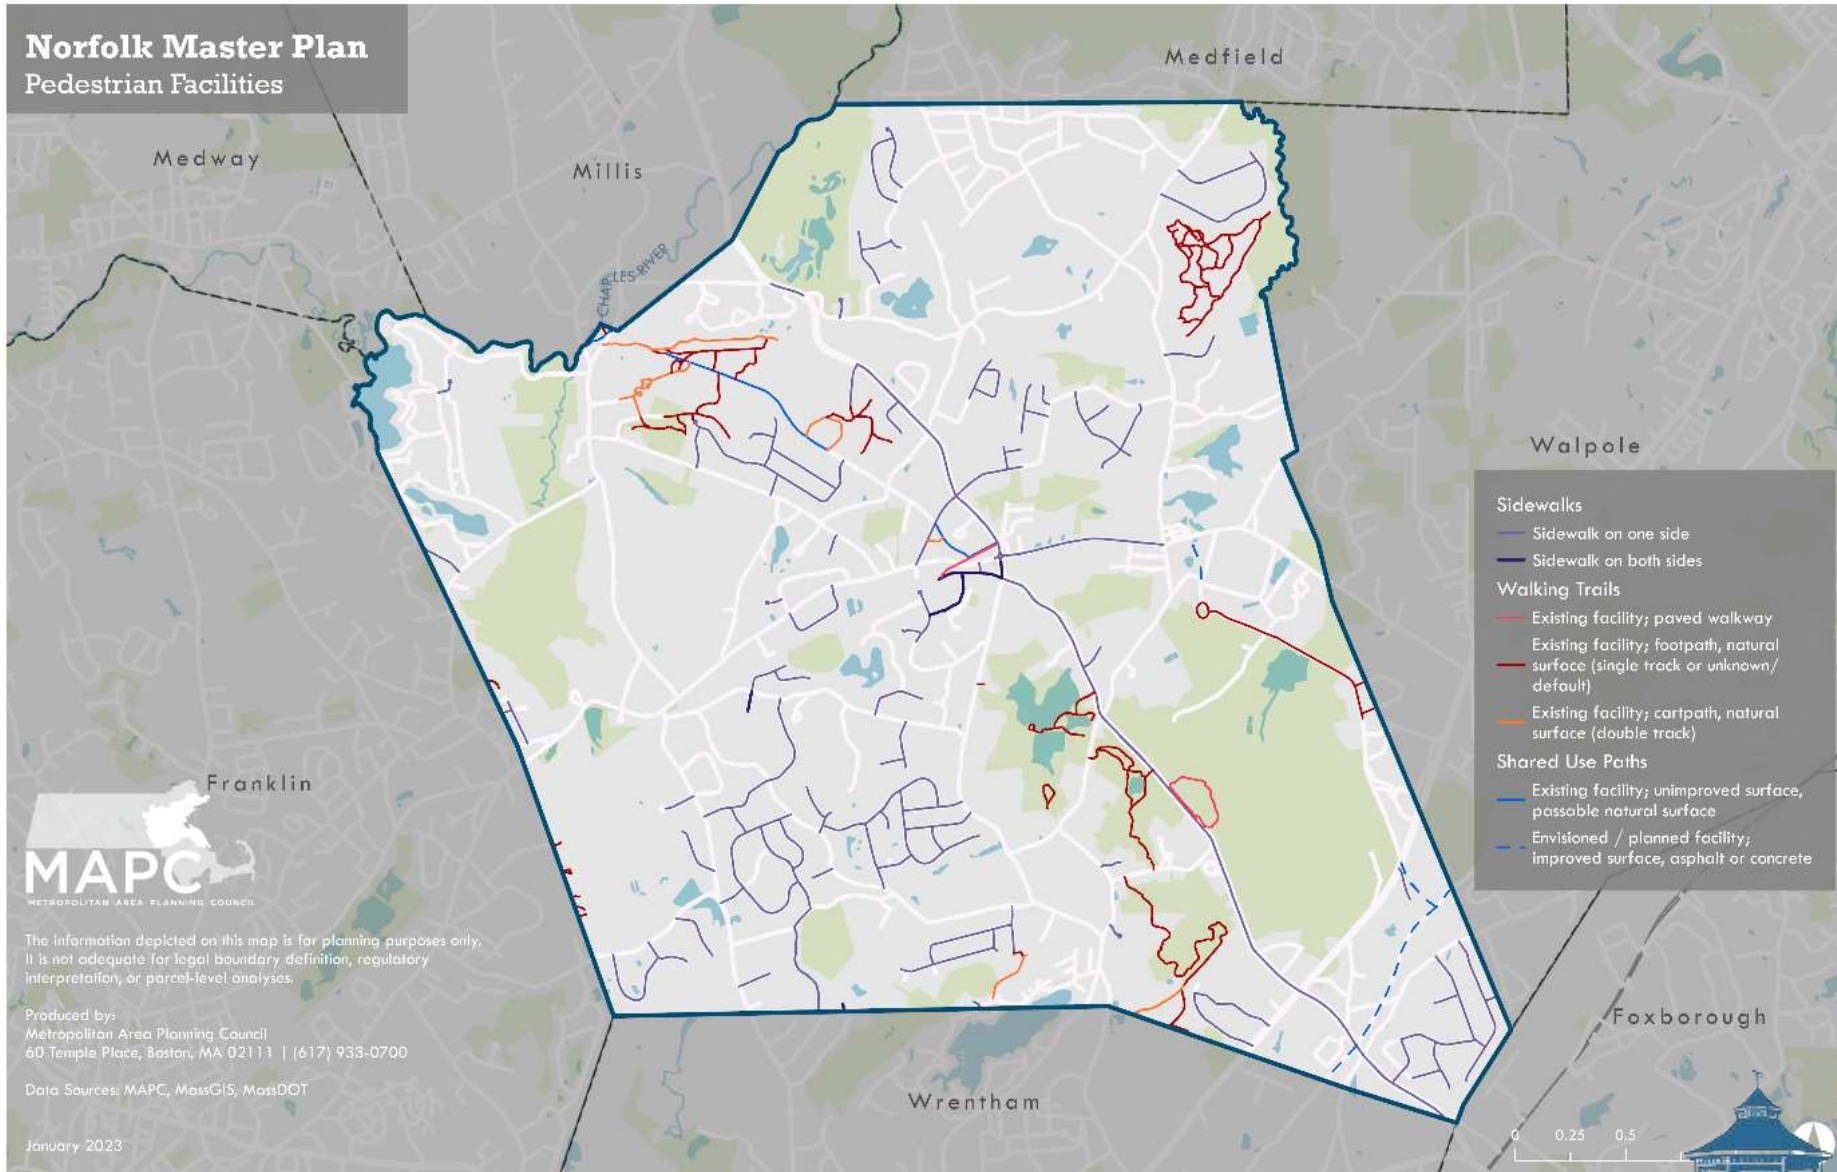 Norfolk Master Plan
Pedestrian Facilities
Medfield
Medway
Millis
CHARLES RIVER
Walpole
Sidewalks
Sidewalk on one side
Sidewalk on both sides
Walking Trails
Existing facility; paved walkway
Existing facility; footpath, natural
surface (single track or unknown/
default)
Existing facility; cartpath, natural
surface (double track)
Shared Use Paths
Existing facility; unimproved surface,
passable natural surface
Envisioned / planned facility;
improved surface, asphalt or concrete
Franklin
MAPC
METROPOLITAN AREA PLANNING COUNCIL
The information depicted on this map is for planning purposes only.
It is not adequate for legal boundary definition, regulatory
interpretation, or parcel-level analyses.
Produced by:
Metropolitan Area Planning Council
60 Temple Place, Boston, MA 02111 | (617) 933-0700
Data Sources: MAPC, MassGIS, MassDOT
January 2023
Foxborough
Wrentham
0 0.25 0.5